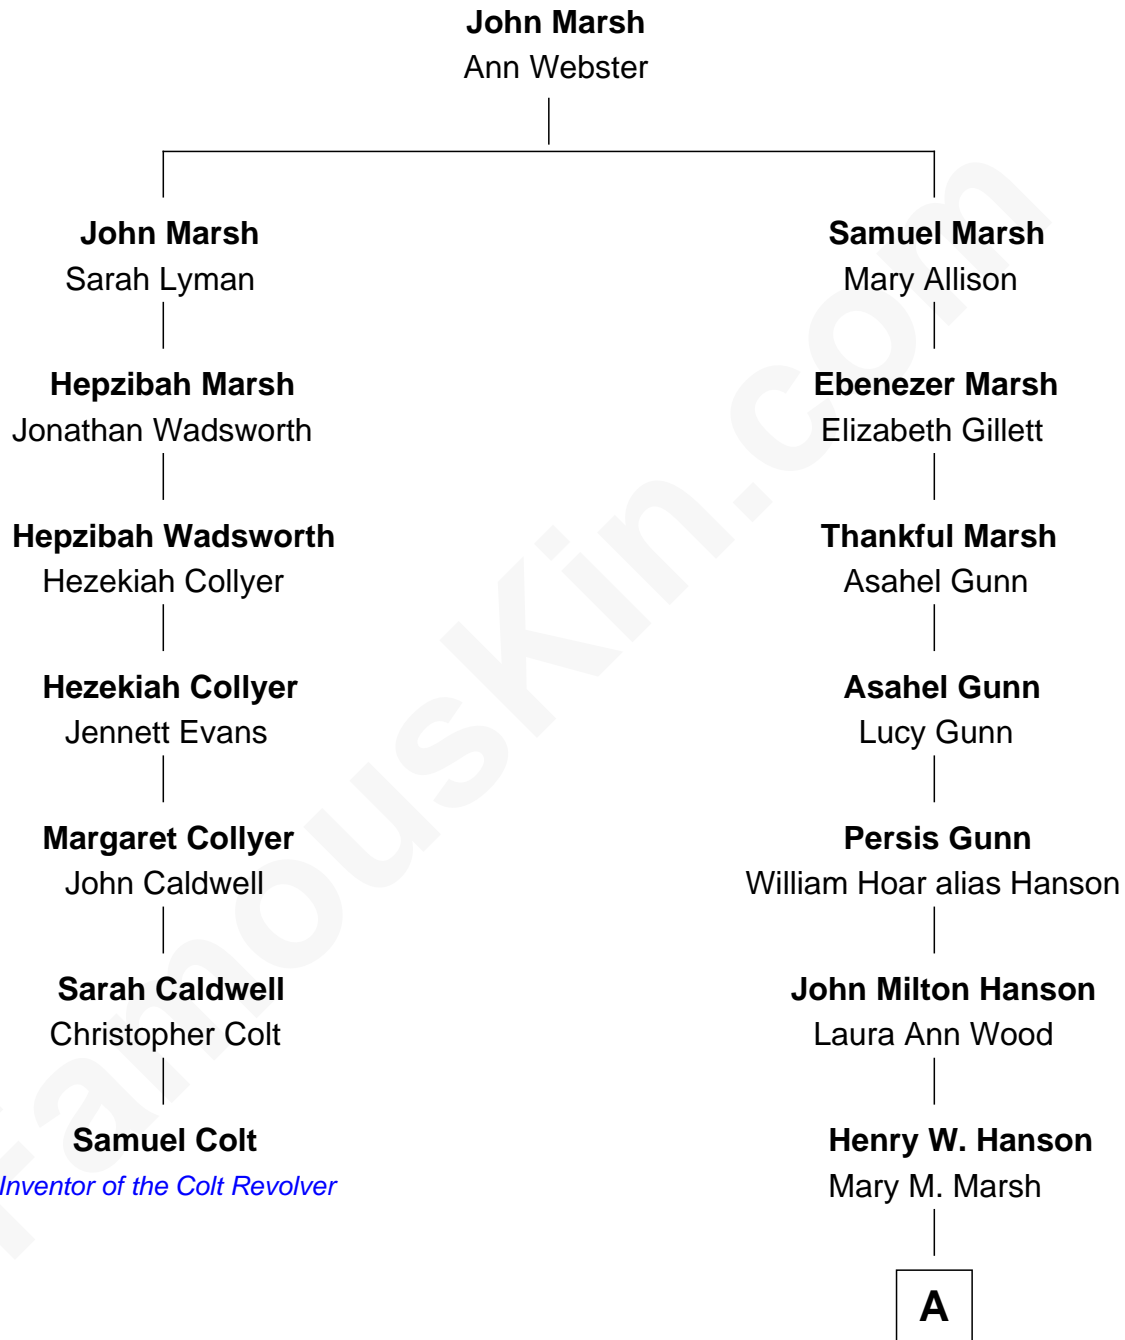 John Marsh
Ann Webster
John Marsh
Sarah Lyman
Samuel Marsh
Mary Allison
Hepzibah Marsh
Jonathan Wadsworth
Ebenezer Marsh
Elizabeth Gillett
Hepzibah Wadsworth
Hezekiah Collyer
Thankful Marsh
Asahel Gunn
Hezekiah Collyer
Jennett Evans
Asahel Gunn
Lucy Gunn
Margaret Collyer
John Caldwell
Persis Gunn
William Hoar alias Hanson
Sarah Caldwell
Christopher Colt
John Milton Hanson
Laura Ann Wood
Samuel Colt
Inventor of the Colt Revolver
Henry W. Hanson
Mary M. Marsh
A
FamousKin.com